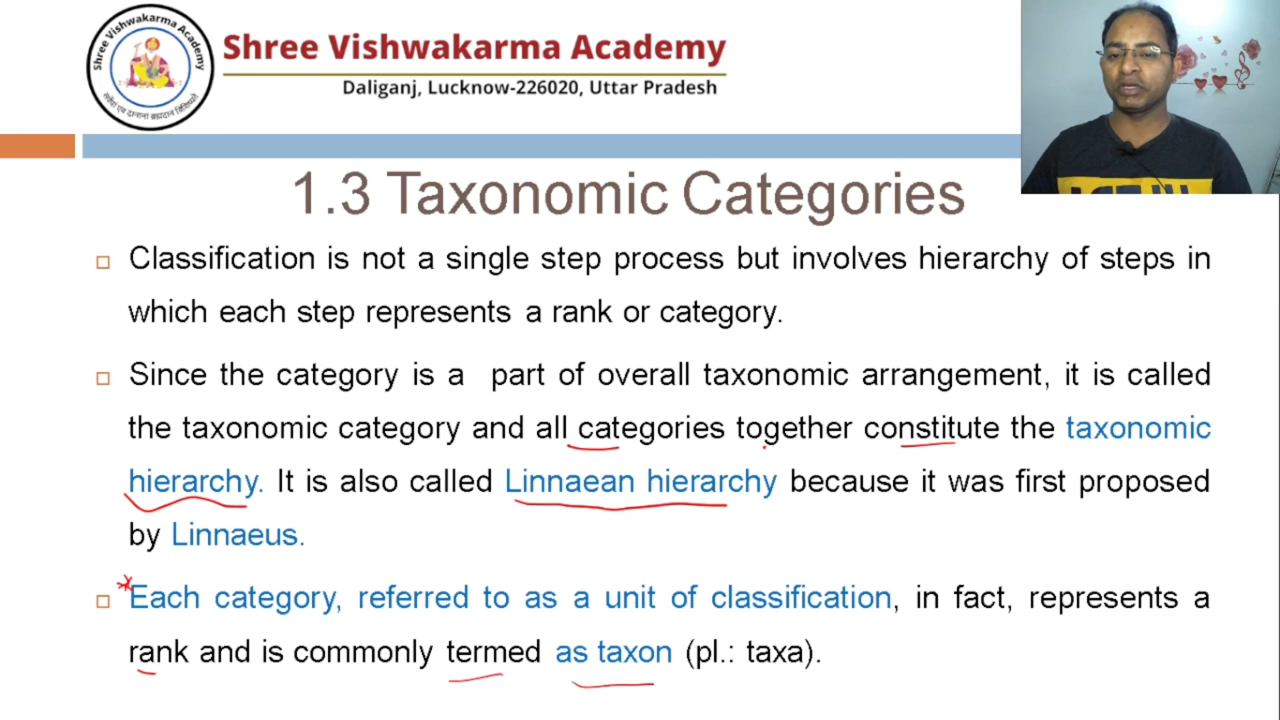 Shree Vishwakarma Academy
Shree Vishwakarma Academy
Daliganj, Lucknow-226020, Uttar Pradesh
1.3 Taxonomic Categories
Classification is not a single step process but involves hierarchy of steps in
which each step represents a rank or category.
Since the category is a part of overall taxonomic arrangement, it is called
the taxonomic category and all categories together constitute the taxonomic
hierarchy. It is also called Linnaean hierarchy because it was first proposed
by Linnaeus.
Each category, referred to as a unit of classification, in fact, represents a
rank and is commonly termed as taxon (pl.: taxa).